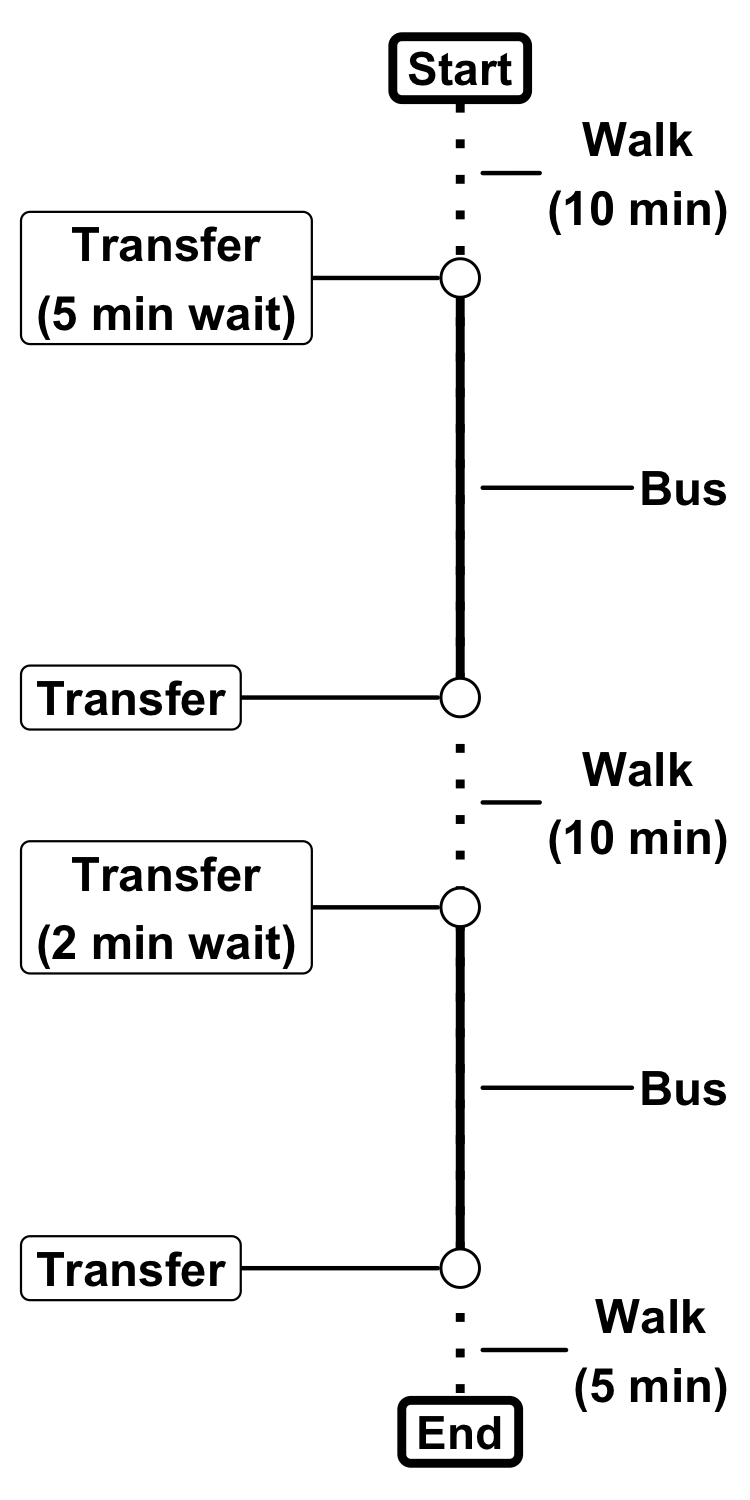 Start
Walk
(10 min)
Transfer
(5 min wait)
Bus
Transfer
Walk
(10 min)
Transfer
(2 min wait)
Bus
Transfer
Walk
(5 min)
End